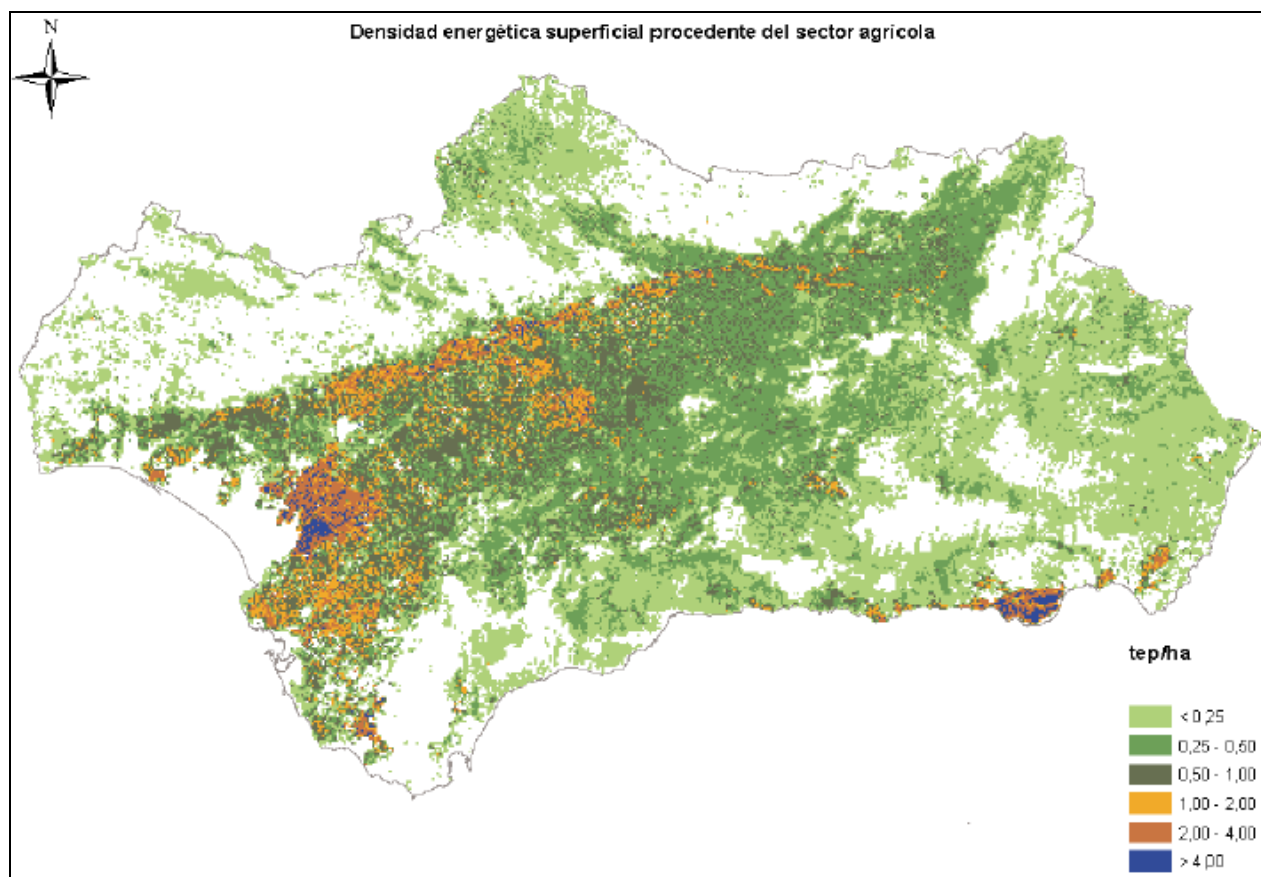 N
Densidad energética superficial procedente del sector agrícola
tep/ha
< 0,25
0,25 - 0,50
0,50 - 1,00
1,00 - 2,00
2,00 - 4,00
> 4,00